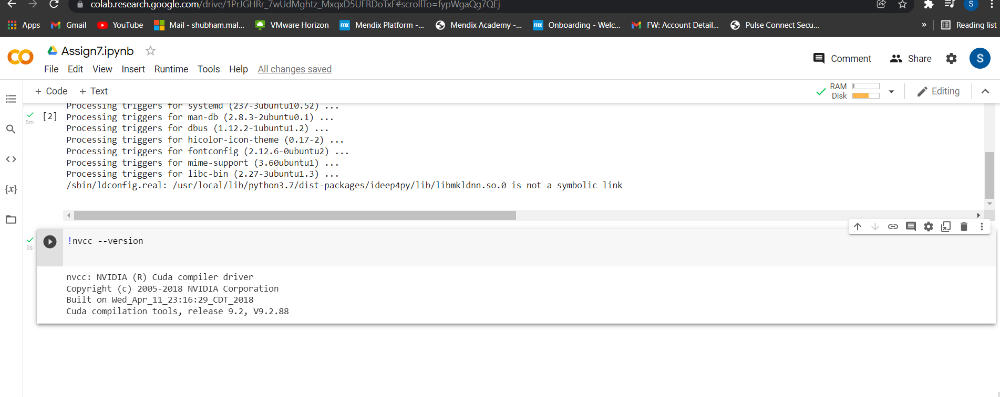 colab.research.google.com/drive/1PrJGHRr_7wUdMghtz_MxqxD5UFRDoTxF#scrollTo=fypWgaQg7QEj
S
Apps Gmail YouTube Mail - shubham.mal... VMware Horizon mx Mendix Platform -... Mendix Academy -... mx Onboarding - Welc... FW: Account Detail... Pulse Connect Secu... » Reading list
Assign7.ipynb
Comment Share S
File Edit View Insert Runtime Tools Help All changes saved
+ Code + Text
RAM
Disk
Editing
Processing triggers for systemd (237-3ubuntu10.52) ...
[2] Processing triggers for man-db (2.8.3-2ubuntu0.1) ...
5m
Processing triggers for dbus (1.12.2-1ubuntu1.2) ...
Processing triggers for hicolor-icon-theme (0.17-2) ...
Processing triggers for fontconfig (2.12.6-0ubuntu2) ...
Processing triggers for mime-support (3.60ubuntu1) ...
Processing triggers for libc-bin (2.27-3ubuntu1.3) ...
/sbin/ldconfig.real: /usr/local/lib/python3.7/dist-packages/ideep4py/lib/libmkldnn.so.0 is not a symbolic link
{x}
!nvcc --version
0s
nvcc: NVIDIA (R) Cuda compiler driver
Copyright (c) 2005-2018 NVIDIA Corporation
Built on Wed_Apr_11_23:16:29_CDT_2018
Cuda compilation tools, release 9.2, V9.2.88